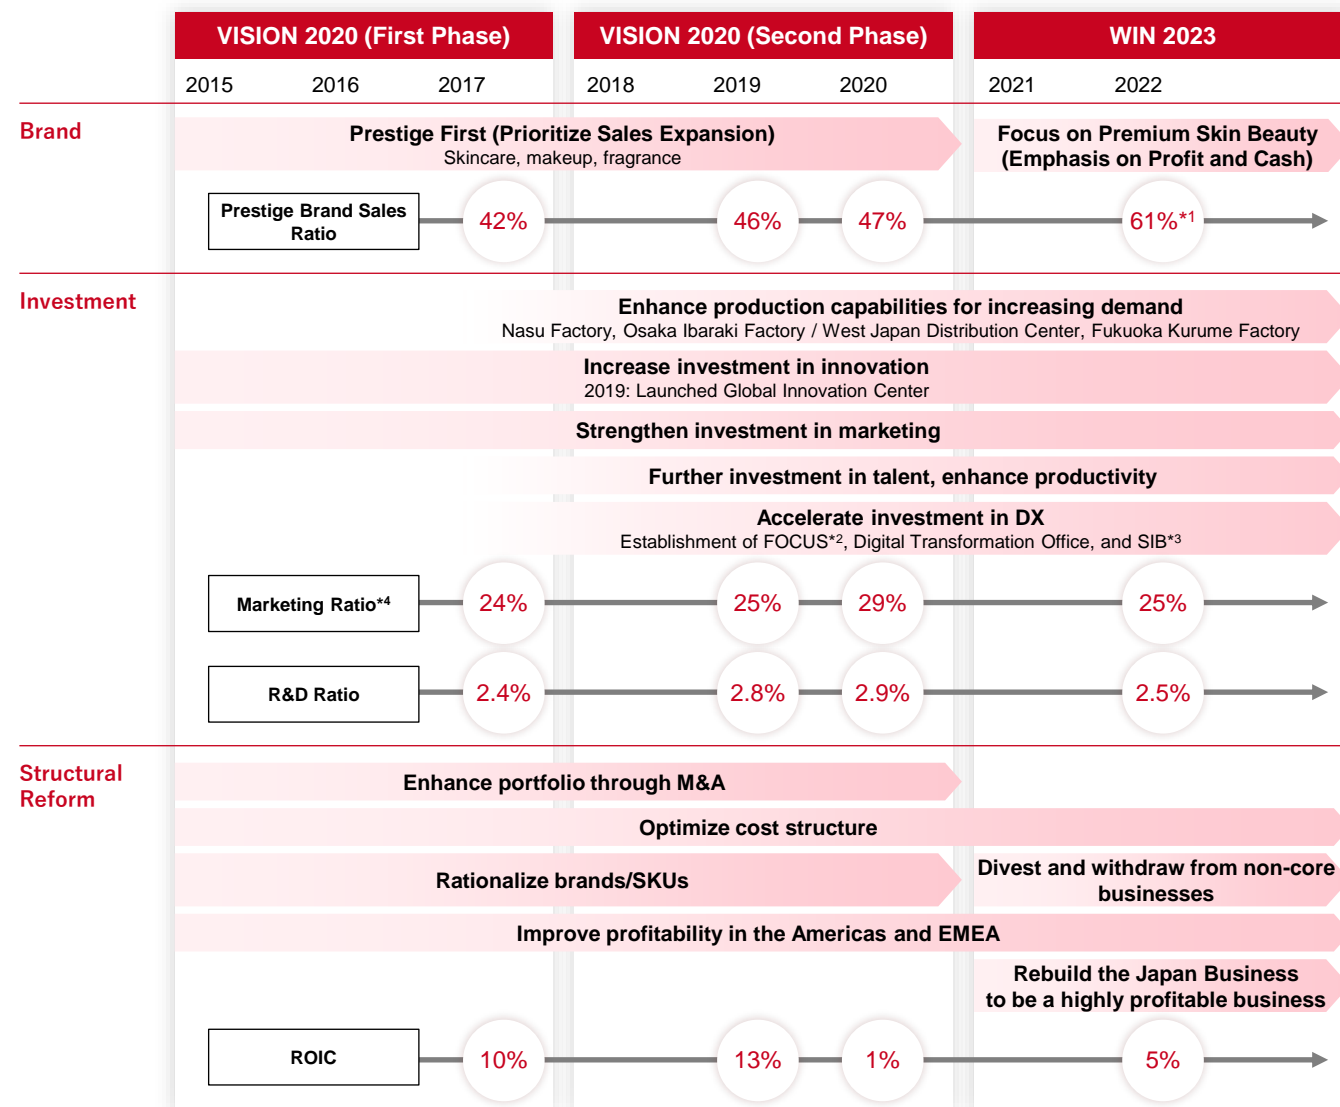 VISION 2020 (First Phase)
VISION 2020 (Second Phase)
WIN 2023
2015
2016
2017
2018
2019
2020
2021
2022
Brand
Prestige First (Prioritize Sales Expansion)
Skincare, makeup, fragrance
Focus on Premium Skin Beauty
(Emphasis on Profit and Cash)
Prestige Brand Sales
Ratio
42%
46%
47%
61%*1
Investment
Enhance production capabilities for increasing demand
Nasu Factory, Osaka Ibaraki Factory / West Japan Distribution Center, Fukuoka Kurume Factory
Increase investment in innovation
2019: Launched Global Innovation Center
Strengthen investment in marketing
Further investment in talent, enhance productivity
Accelerate investment in DX
Establishment of FOCUS*2, Digital Transformation Office, and SIB*3
Marketing Ratio*4
24%
25%
29%
25%
R&D Ratio
2.4%
2.8%
2.9%
2.5%
Structural
Reform
Enhance portfolio through M&A
Optimize cost structure
Rationalize brands/SKUs
Divest and withdraw from non-core
businesses
Improve profitability in the Americas and EMEA
Rebuild the Japan Business
to be a highly profitable business
ROIC
10%
13%
1%
5%